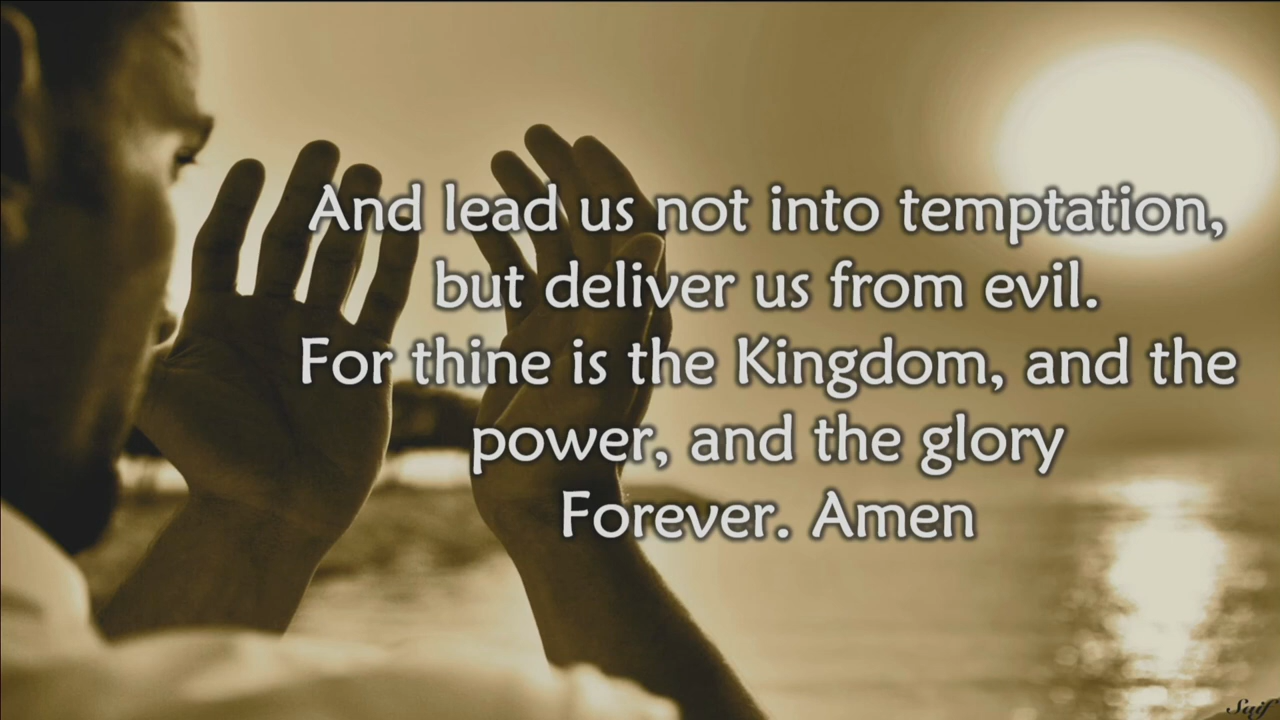 And lead us not into temptation,
but deliver us from evil.
For thine is the Kingdom, and the
power, and the glory
Forever. Amen
Saif